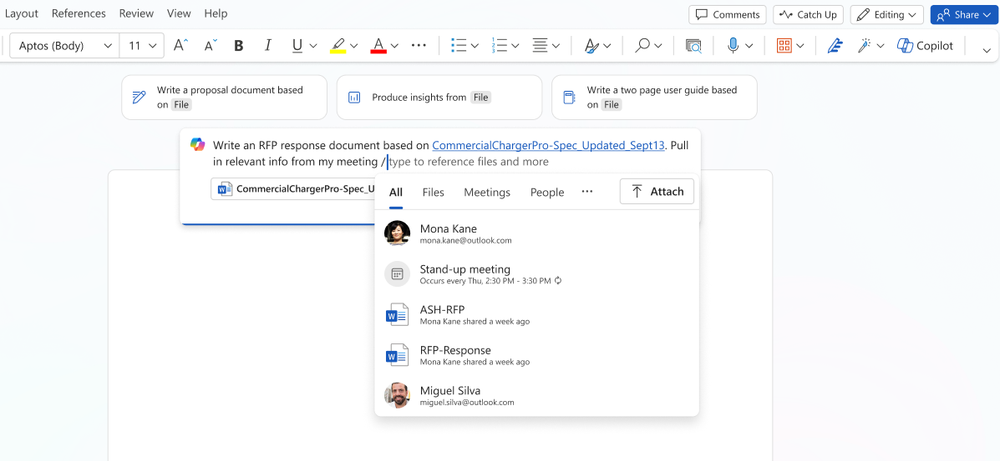 Layout References Review View Help
Comments Catch Up Editing Share
Aptos (Body) 11 A A B I U A Copilot
Write a proposal document based
on File
Produce insights from File
Write a two page user guide based
on File
Write an RFP response document based on CommercialChargerPro-Spec_Updated_Sept13. Pull
in relevant info from my meeting / type to reference files and more
CommercialChargerPro-Spec_U
All Files Meetings People ··· Attach
Mona Kane
mona.kane@outlook.com
Stand-up meeting
Occurs every Thu, 2:30 PM - 3:30 PM
ASH-RFP
Mona Kane shared a week ago
RFP-Response
Mona Kane shared a week ago
Miguel Silva
miguel.silva@outlook.com